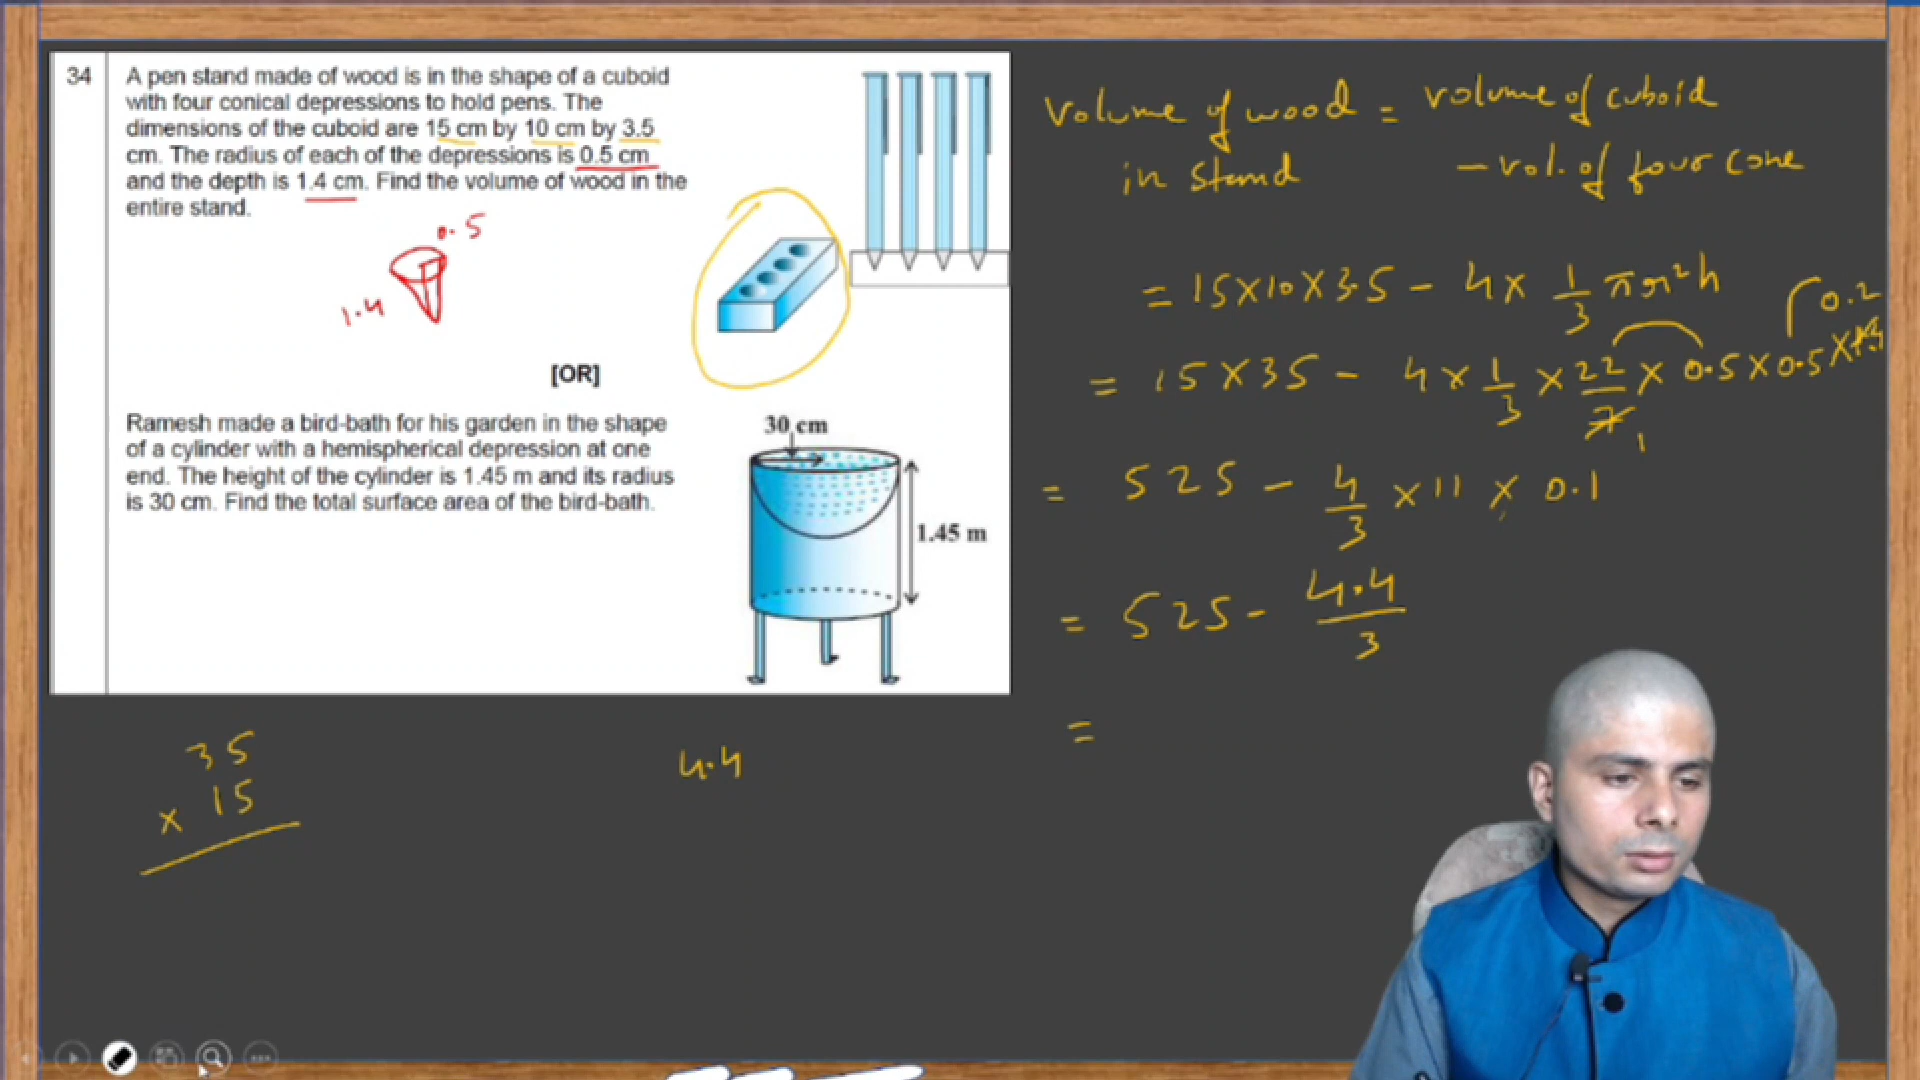 34
A pen stand made of wood is in the shape of a cuboid
with four conical depressions to hold pens. The
dimensions of the cuboid are 15 cm by 10 cm by 3.5
cm. The radius of each of the depressions is 0.5 cm
and the depth is 1.4 cm. Find the volume of wood in the
entire stand.
0.5
1.4
[OR]
Ramesh made a bird-bath for his garden in the shape
of a cylinder with a hemispherical depression at one
end. The height of the cylinder is 1.45 m and its radius
is 30 cm. Find the total surface area of the bird-bath.
30 cm
1.45 m
35
× 15
4.4
Volume of wood = volume of cuboid
in stand - vol. of four cone
= 15×10×3.5 - 4× 1/3 πr²h
0.2
= 15×35 - 4× 1/3 × 22/7 × 0.5×0.5×
1
= 525 - 4/3 ×11 × 0.1
= 525 - 4.4/3
=